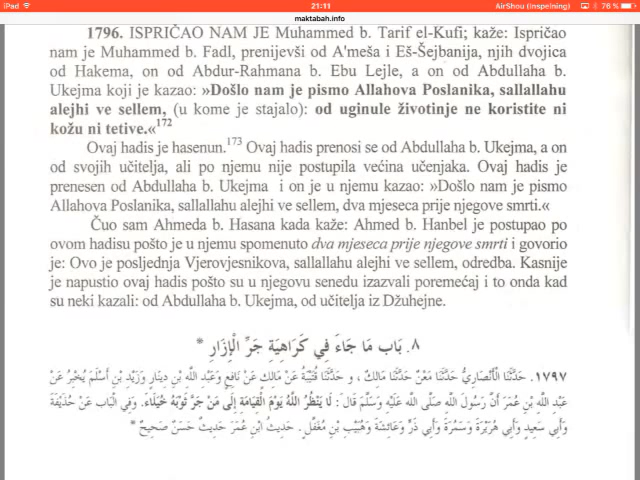 iPad 21:11 AirShou (inspelning) 76 %
maktabah.info
1796. ISPRIČAO NAM JE Muhammed b. Tarif el-Kufi; kaže: Ispričao
nam je Muhammed b. Fadl, prenijevši od A'meša i Eš-Šejbanija, njih dvojica
od Hakema, on od Abdur-Rahmana b. Ebu Lejle, a on od Abdullaha b.
Ukejma koji je kazao: »Došlo nam je pismo Allahova Poslanika, sallallahu
alejhi ve sellem, (u kome je stajalo): od uginule životinje ne koristite ni
kožu ni tetive.«172
Ovaj hadis je hasenun.173 Ovaj hadis prenosi se od Abdullaha b. Ukejma, a on
od svojih učitelja, ali po njemu nije postupila većina učenjaka. Ovaj hadis je
prenesen od Abdullaha b. Ukejma i on je u njemu kazao: »Došlo nam je pismo
Allahova Poslanika, sallallahu alejhi ve sellem, dva mjeseca prije njegove smrti.«
Čuo sam Ahmeda b. Hasana kada kaže: Ahmed b. Hanbel je postupao po
ovom hadisu pošto je u njemu spomenuto dva mjeseca prije njegove smrti i govorio
je: Ovo je posljednja Vjerovjesnikova, sallallahu alejhi ve sellem, odredba. Kasnije
je napustio ovaj hadis pošto su u njegovu senedu izazvali poremećaj i to onda kad
su neki kazali: od Abdullaha b. Ukejma, od učitelja iz Džuhejne.
٨. بَاب مَا جَاءَ فِي كَرَاهِيَةِ جَرِّ الْإِزَارِ *
١٧٩٧. حَدَّثَنَا الْأَنْصَارِيُّ حَدَّثَنَا مَعْنٌ حَدَّثَنَا مَالِكٌ . و حَدَّثَنَا قُتَيْبَةُ عَنْ مَالِكٍ عَنْ نَافِعٍ وَعَبْدِ اللَّهِ بْنِ دِينَارٍ وَزَيْدِ بْنِ أَسْلَمَ يُخْبِرُ عَنْ
عَبْدِ اللَّهِ بْنِ عُمَرَ أَنَّ رَسُولَ اللَّهِ صَلَّى اللَّهُ عَلَيْهِ وَسَلَّمَ قَالَ : لَا يَنْظُرُ اللَّهُ يَوْمَ الْقِيَامَةِ إِلَى مَنْ جَرَّ ثَوْبَهُ خُيَلَاءَ. وَفِي الْبَاب عَنْ حُذَيْفَةَ
وَأَبِي سَعِيدٍ وَأَبِي هُرَيْرَةَ وَسَمُرَةَ وَأَبِي ذَرٍّ وَعَائِشَةَ وَهُبَيْبِ بْنِ مُغَفَّلٍ. حَدِيثُ ابْنِ عُمَرَ حَدِيثٌ حَسَنٌ صَحِيحٌ *